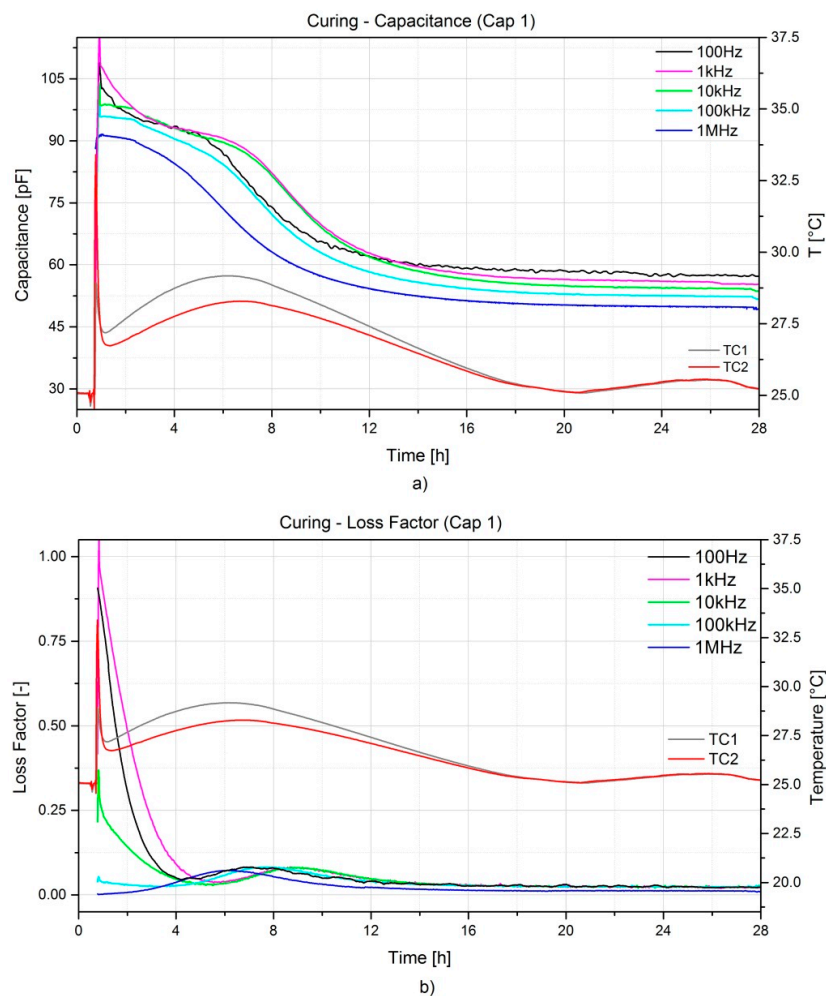 Curing - Capacitance (Cap 1)
100Hz
1kHz
10kHz
100kHz
1MHz
TC1
TC2
105
90
75
60
45
30
Capacitance [pF]
37.5
35.0
32.5
30.0
27.5
25.0
T [°C]
0 4 8 12 16 20 24 28
Time [h]
a)
Curing - Loss Factor (Cap 1)
100Hz
1kHz
10kHz
100kHz
1MHz
TC1
TC2
1.00
0.75
0.50
0.25
0.00
Loss Factor [-]
37.5
35.0
32.5
30.0
27.5
25.0
22.5
20.0
Temperature [°C]
0 4 8 12 16 20 24 28
Time [h]
b)